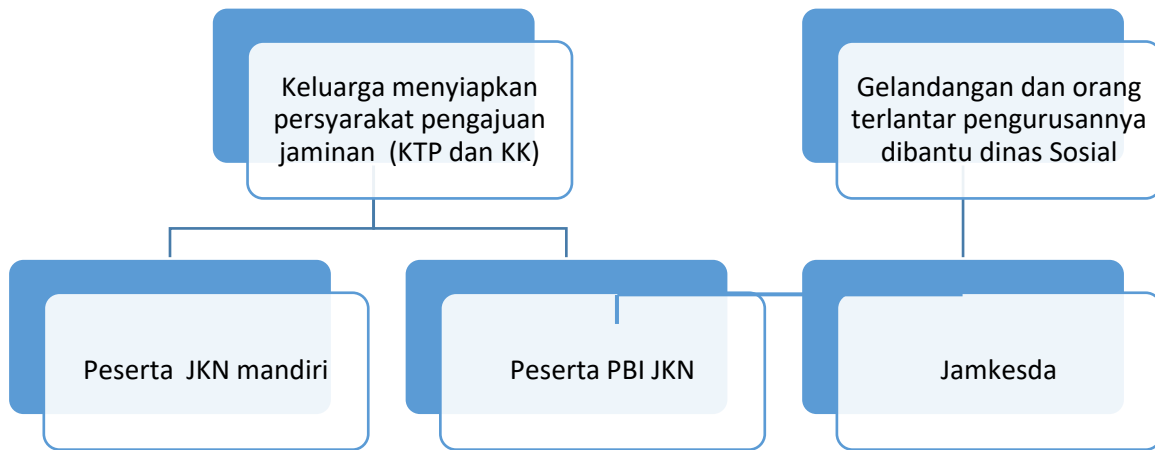 Keluarga menyiapkan
persyarakat pengajuan
jaminan (KTP dan KK)
Gelandangan dan orang
terlantar pengurusannya
dibantu dinas Sosial
Peserta JKN mandiri
Peserta PBI JKN
Jamkesda